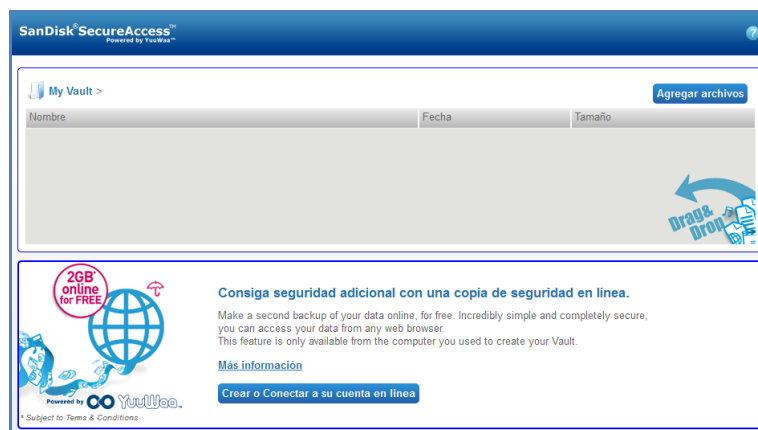 SanDisk®SecureAccess™
Powered by YuuWaa™
?
My Vault >
Agregar archivos
Nombre Fecha Tamaño
Drag&
Drop
2GB*
online
for FREE
Consiga seguridad adicional con una copia de seguridad en línea.
Make a second backup of your data online, for free. Incredibly simple and completely secure,
you can access your data from any web browser.
This feature is only available from the computer you used to create your Vault.
Más información
Crear o Conectar a su cuenta en línea
Powered by YuuWaa™
* Subject to Terms & Conditions